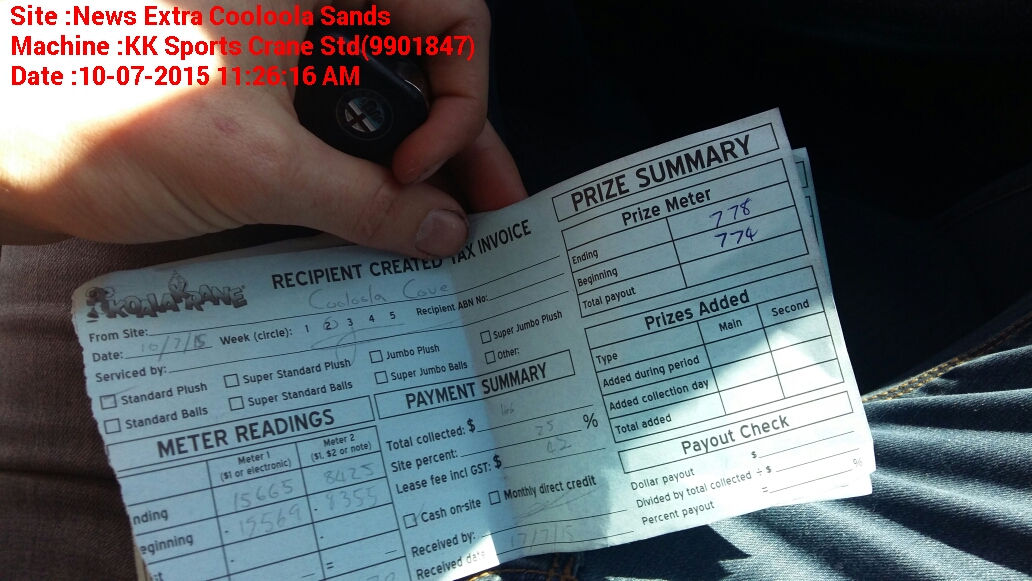 Site :News Extra Cooloola Sands
Machine :KK Sports Crane Std(9901847)
Date :10-07-2015 11:26:16 AM
KOALA KRANE
RECIPIENT CREATED TAX INVOICE
From Site: Cooloola Cove Recipient ABN No:
Date: 10/7/15 Week (circle): 1 2 3 4 5
Serviced by:
Standard Plush Super Standard Plush Jumbo Plush Super Jumbo Plush
Standard Balls Super Standard Balls Super Jumbo Balls Other:
METER READINGS
Meter 1 Meter 2
($1 or electronic) ($1, $2 or note)
nding 15665 8425
eginning - 15569 - 8355
PAYMENT SUMMARY
Total collected: $
Site percent: 25 %
Lease fee incl GST: $ 42
Cash on-site Monthly direct credit
Received by:
Received date
PRIZE SUMMARY
Prize Meter
Ending 778
Beginning 774
Total payout
Prizes Added
Type Main Second
Added during period
Added collection day
Total added
Payout Check
Dollar payout $
Divided by total collected ÷ $
Percent payout = %